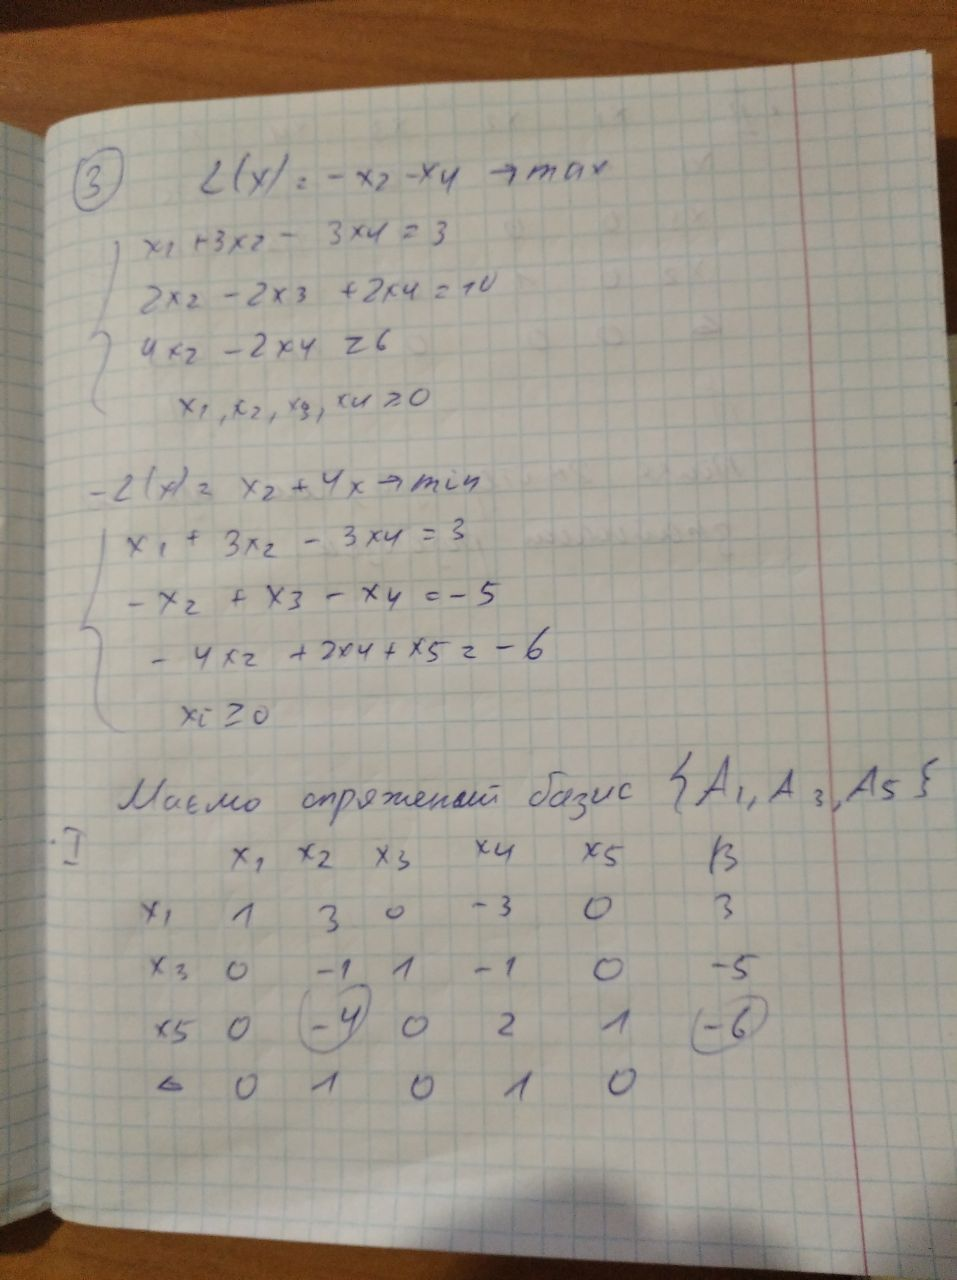 3 L(x) = -x2 -x4 → max
x1 + 3x2 - 3x4 = 3
2x2 - 2x3 + 2x4 = 10
4x2 - 2x4 ≥ 6
x1, x2, x3, x4 ≥ 0
-L(x) = x2 + 4x → min
x1 + 3x2 - 3x4 = 3
-x2 + x3 - x4 = -5
-4x2 + 2x4 + x5 = -6
xi ≥ 0
Маємо спряжений базис {A1, A3, A5}
I x1 x2 x3 x4 x5 B
x1 1 3 0 -3 0 3
x3 0 -1 1 -1 0 -5
x5 0 -4 0 2 1 -6
Δ 0 1 0 1 0